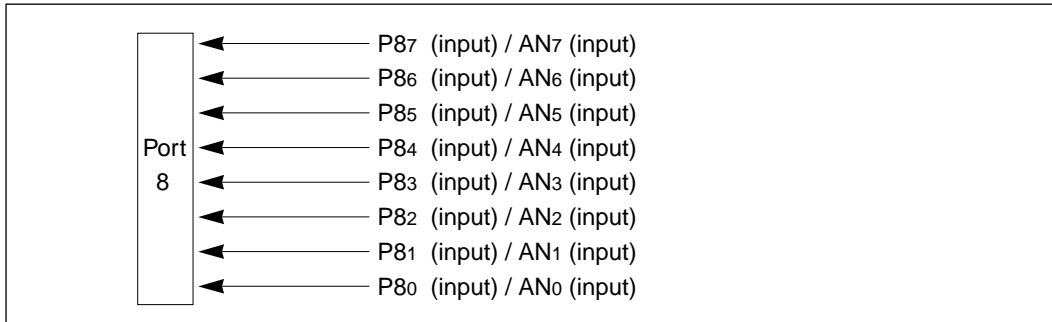 P87 (input) / AN7 (input)
P86 (input) / AN6 (input)
P85 (input) / AN5 (input)
Port
8
P84 (input) / AN4 (input)
P83 (input) / AN3 (input)
P82 (input) / AN2 (input)
P81 (input) / AN1 (input)
P80 (input) / AN0 (input)